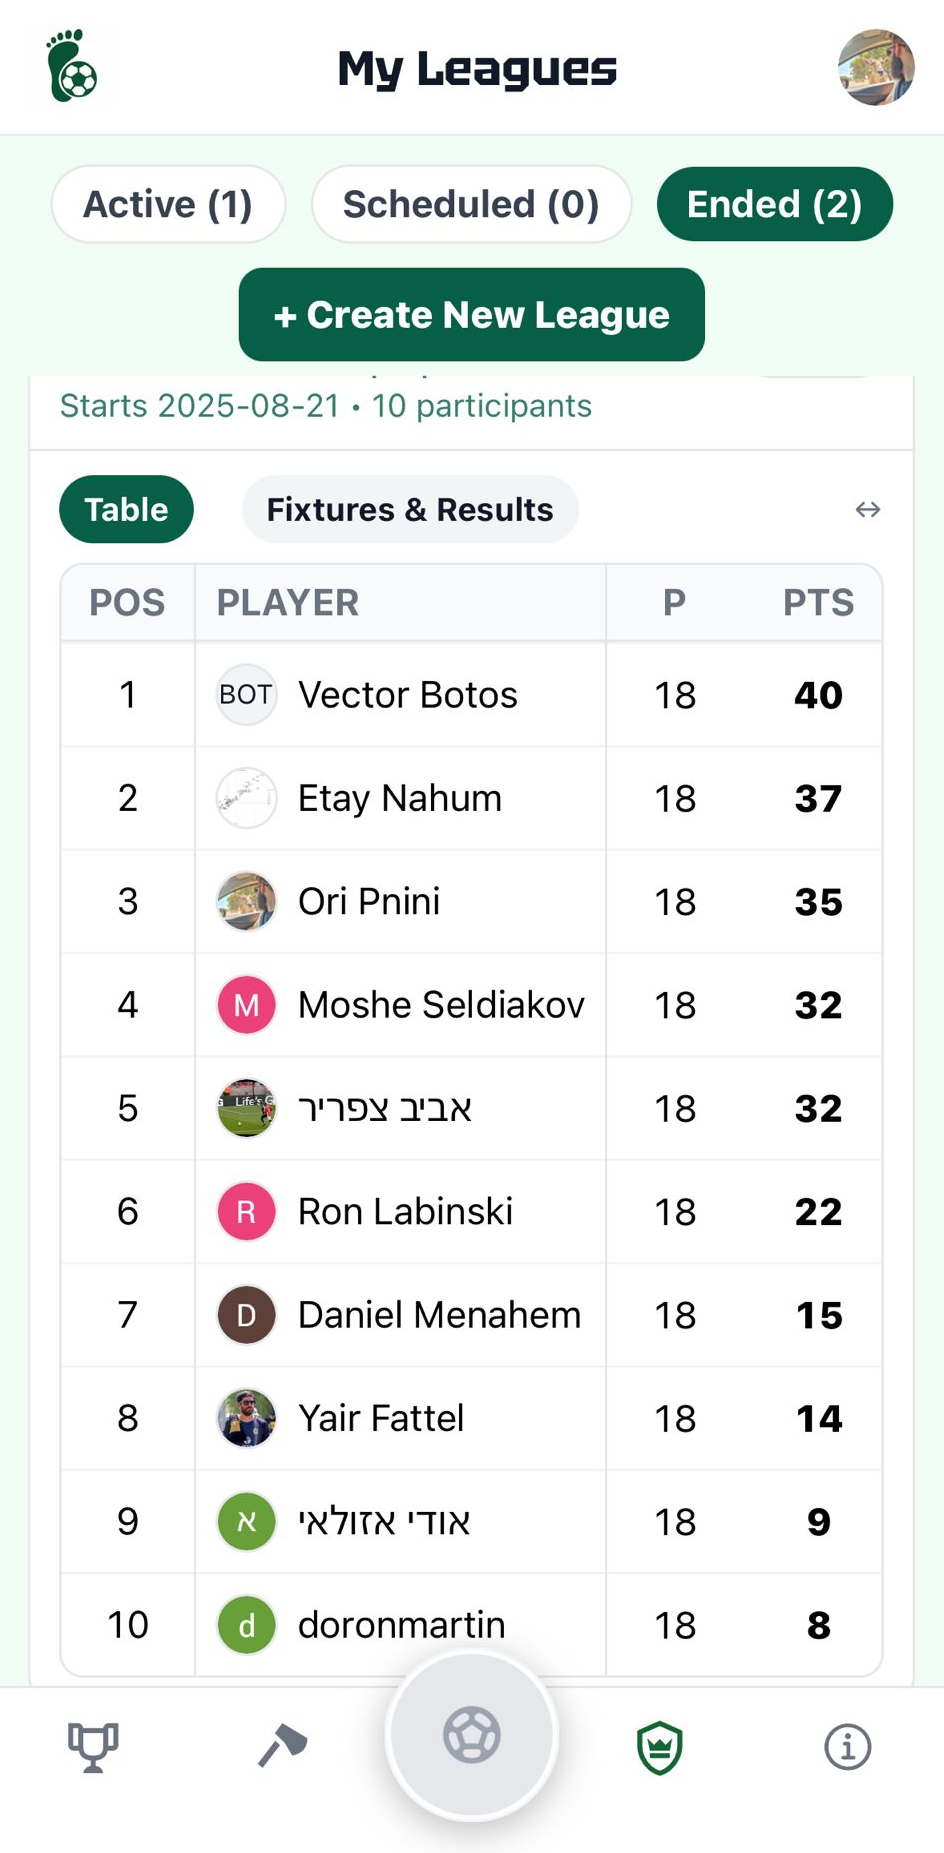 My Leagues
Active (1) Scheduled (0) Ended (2)
+ Create New League
Starts 2025-08-21 • 10 participants
Table Fixtures & Results ↔
POS PLAYER P PTS
1 BOT Vector Botos 18 40
2 Etay Nahum 18 37
3 Ori Pnini 18 35
4 M Moshe Seldiakov 18 32
5 Life's G אביב צפריר 18 32
6 R Ron Labinski 18 22
7 D Daniel Menahem 18 15
8 Yair Fattel 18 14
9 א אודי אזולאי 18 9
10 d doronmartin 18 8